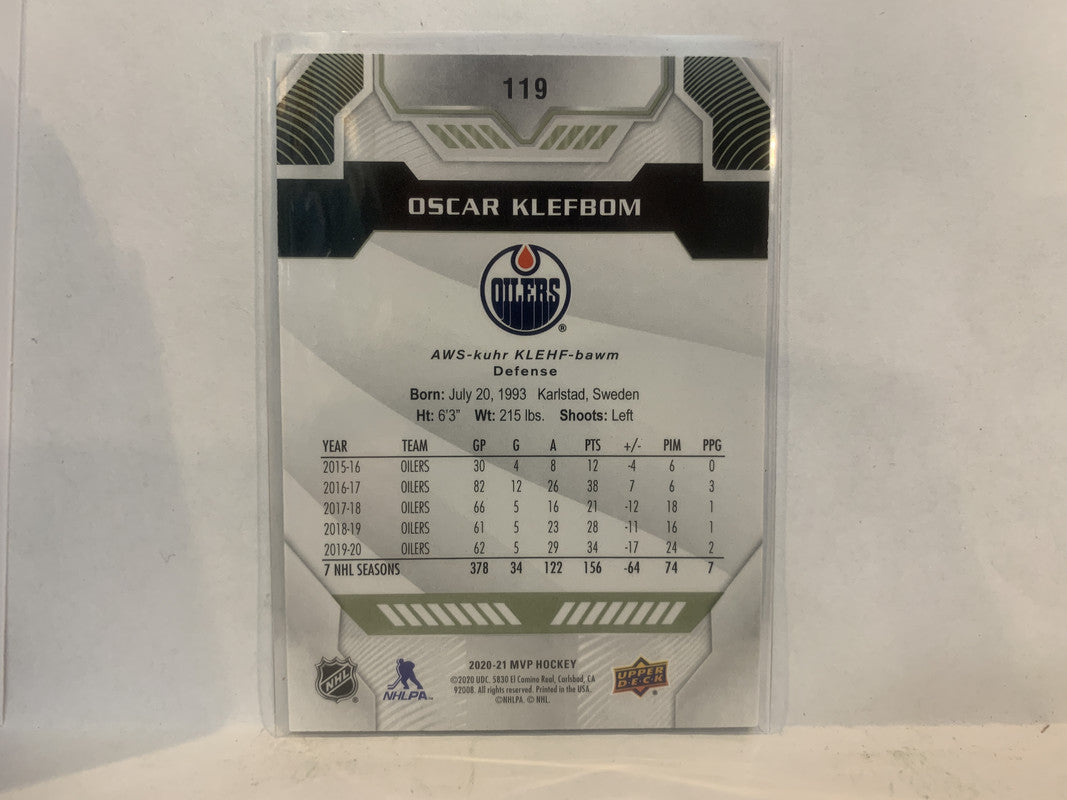 119
OSCAR KLEFBOM
OILERS
®
AWS-kuhr KLEHF-bawm
Defense
Born: July 20, 1993 Karlstad, Sweden
Ht: 6'3" Wt: 215 lbs. Shoots: Left
YEAR TEAM GP G A PTS +/- PIM PPG
2015-16 OILERS 30 4 8 12 -4 6 0
2016-17 OILERS 82 12 26 38 7 6 3
2017-18 OILERS 66 5 16 21 -12 18 1
2018-19 OILERS 61 5 23 28 -11 16 1
2019-20 OILERS 62 5 29 34 -17 24 2
7 NHL SEASONS 378 34 122 156 -64 74 7
2020-21 MVP HOCKEY
©2020 UDC. 5830 El Camino Real, Carlsbad, CA
92008. All rights reserved. Printed in the USA.
©NHLPA. © NHL.
NHL
NHLPA
UPPER
DECK
®